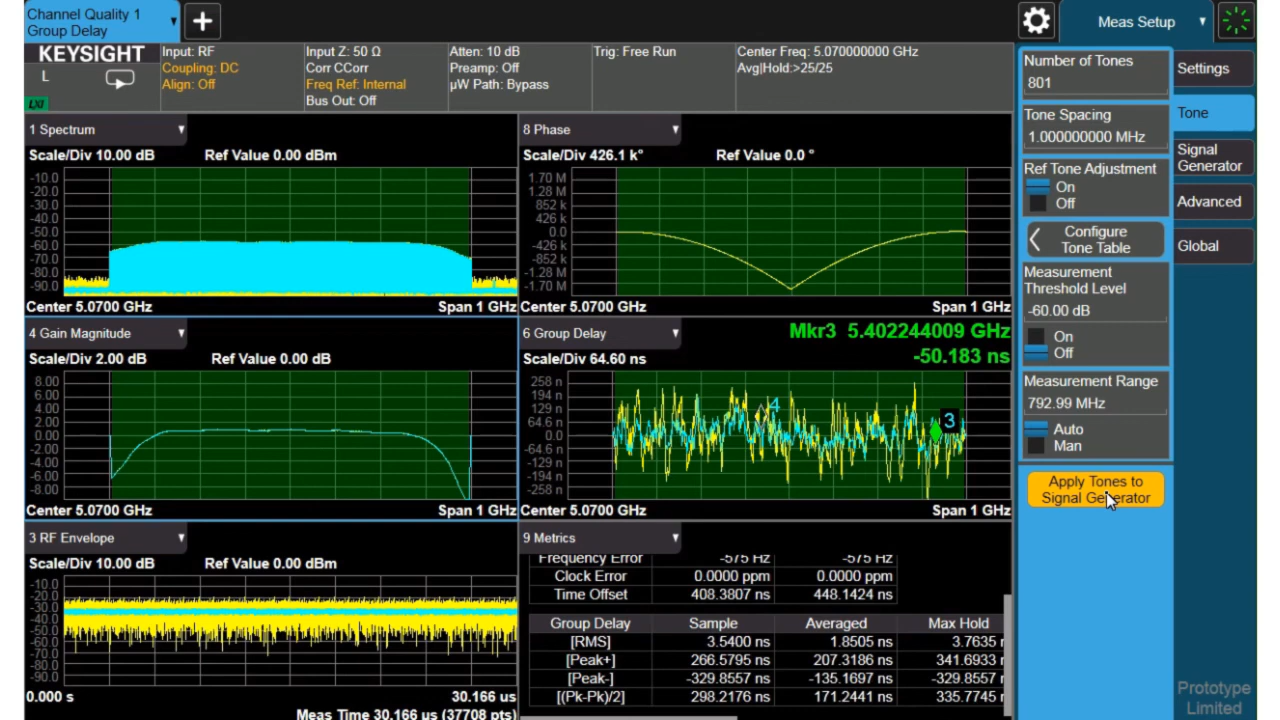 Channel Quality 1
Group Delay
+
Meas Setup
KEYSIGHT
L
LXI
Input: RF
Coupling: DC
Align: Off
Input Z: 50 Ω
Corr CCorr
Freq Ref: Internal
Bus Out: Off
Atten: 10 dB
Preamp: Off
µW Path: Bypass
Trig: Free Run
Center Freq: 5.070000000 GHz
Avg|Hold:>25/25
1 Spectrum
Scale/Div 10.00 dB
Ref Value 0.00 dBm
-10.0
-20.0
-30.0
-40.0
-50.0
-60.0
-70.0
-80.0
-90.0
Center 5.0700 GHz
Span 1 GHz
8 Phase
Scale/Div 426.1 k°
Ref Value 0.0 °
1.70 M
1.28 M
852 k
426 k
0.0
-426 k
-852 k
-1.28 M
-1.70 M
Center 5.0700 GHz
Span 1 GHz
4 Gain Magnitude
Scale/Div 2.00 dB
Ref Value 0.00 dB
8.00
6.00
4.00
2.00
0.00
-2.00
-4.00
-6.00
-8.00
Center 5.0700 GHz
Span 1 GHz
6 Group Delay
Mkr3 5.402244009 GHz
Scale/Div 64.60 ns
-50.183 ns
258 n
194 n
129 n
64.6 n
0.0
-64.6 n
-129 n
-194 n
-258 n
4
3
Center 5.0700 GHz
Span 1 GHz
3 RF Envelope
Scale/Div 10.00 dB
Ref Value 0.00 dBm
-10.0
-20.0
-30.0
-40.0
-50.0
-60.0
-70.0
-80.0
-90.0
0.000 s
30.166 us
Meas Time 30.166 us (37708 pts)
9 Metrics
Frequency Error -575 Hz -575 Hz
Clock Error 0.0000 ppm 0.0000 ppm
Time Offset 408.3807 ns 448.1424 ns
Group Delay Sample Averaged Max Hold
[RMS] 3.5400 ns 1.8505 ns 3.7635 n
[Peak+] 266.5795 ns 207.3186 ns 341.6933 n
[Peak-] -329.8557 ns -135.1697 ns -329.8557 n
[(Pk-Pk)/2] 298.2176 ns 171.2441 ns 335.7745 n
Number of Tones
801
Tone Spacing
1.000000000 MHz
Ref Tone Adjustment
On
Off
Configure
Tone Table
Measurement
Threshold Level
-60.00 dB
On
Off
Measurement Range
792.99 MHz
Auto
Man
Apply Tones to
Signal Generator
Settings
Tone
Signal
Generator
Advanced
Global
Prototype
Limited